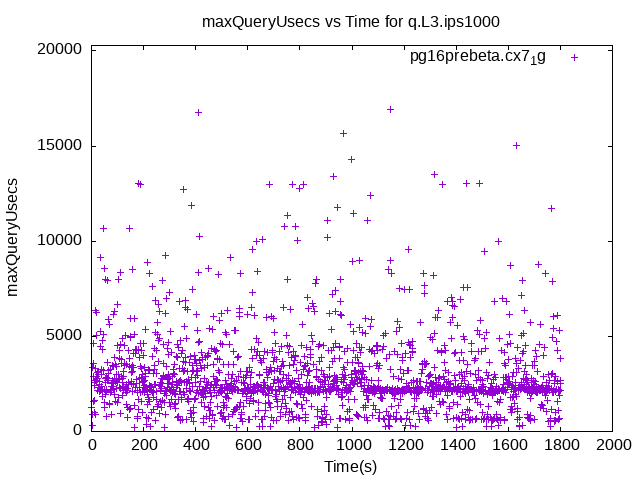 maxQueryUsecs vs Time for q.L3.ips1000
pg16prebeta.cx7₁g
20000
15000
10000
5000
0
maxQueryUsecs
0 200 400 600 800 1000 1200 1400 1600 1800 2000
Time(s)